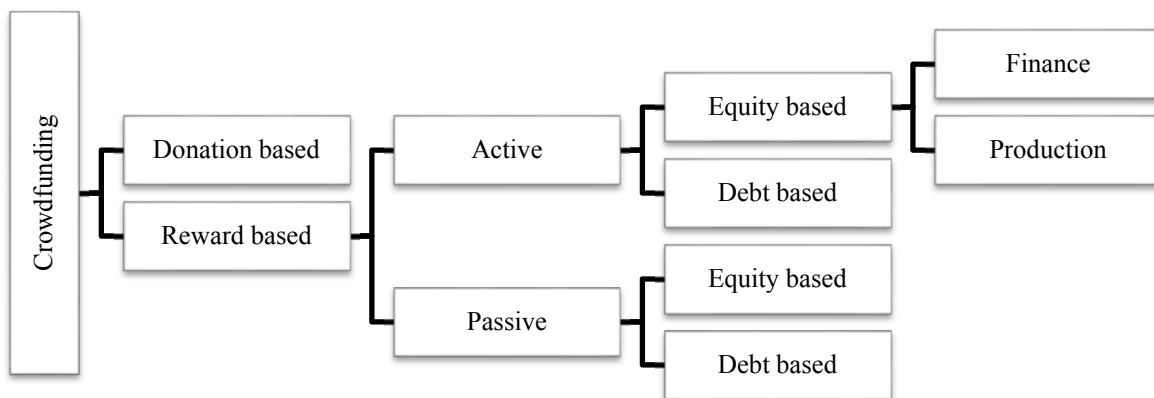 Crowdfunding
Donation based
Reward based
Active
Passive
Equity based
Debt based
Equity based
Debt based
Finance
Production